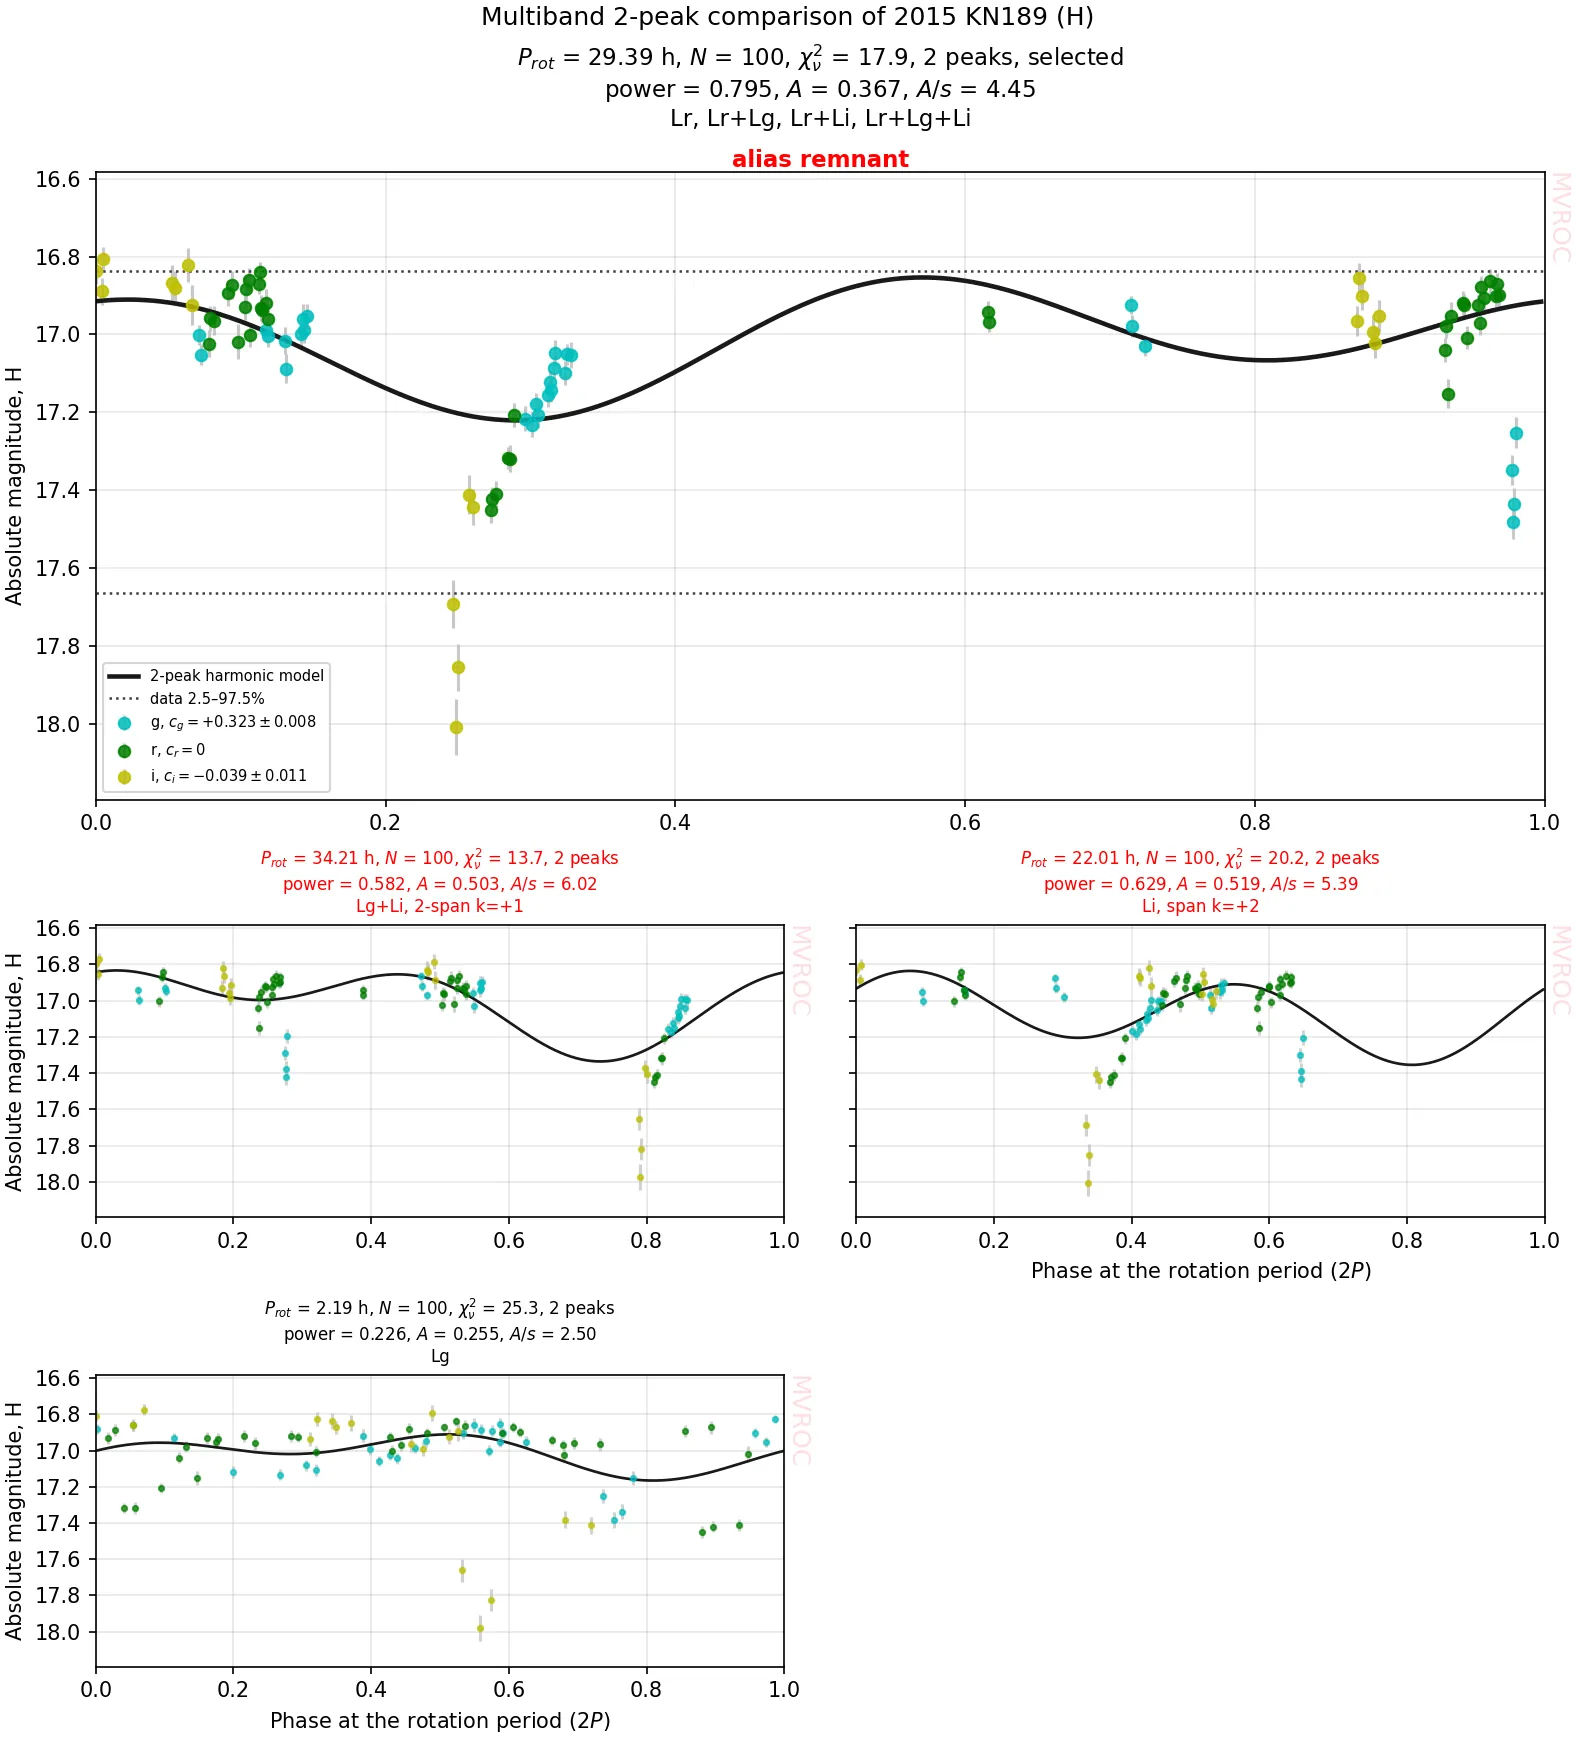 Multiband 2-peak comparison of 2015 KN189 (H)
P_rot = 29.39 h, N = 100, χ²_ν = 17.9, 2 peaks, selected
power = 0.795, A = 0.367, A/s = 4.45
Lr, Lr+Lg, Lr+Li, Lr+Lg+Li
alias remnant
MVROC
Absolute magnitude, H
16.6
16.8
17.0
17.2
17.4
17.6
17.8
18.0
2-peak harmonic model
data 2.5–97.5%
g, c_g = +0.323 ± 0.008
r, c_r = 0
i, c_i = −0.039 ± 0.011
0.0 0.2 0.4 0.6 0.8 1.0
P_rot = 34.21 h, N = 100, χ²_ν = 13.7, 2 peaks
power = 0.582, A = 0.503, A/s = 6.02
Lg+Li, 2-span k=+1
MVROC
Absolute magnitude, H
16.6
16.8
17.0
17.2
17.4
17.6
17.8
18.0
0.0 0.2 0.4 0.6 0.8 1.0
P_rot = 22.01 h, N = 100, χ²_ν = 20.2, 2 peaks
power = 0.629, A = 0.519, A/s = 5.39
Li, span k=+2
MVROC
0.0 0.2 0.4 0.6 0.8 1.0
Phase at the rotation period (2P)
P_rot = 2.19 h, N = 100, χ²_ν = 25.3, 2 peaks
power = 0.226, A = 0.255, A/s = 2.50
Lg
MVROC
Absolute magnitude, H
16.6
16.8
17.0
17.2
17.4
17.6
17.8
18.0
0.0 0.2 0.4 0.6 0.8 1.0
Phase at the rotation period (2P)